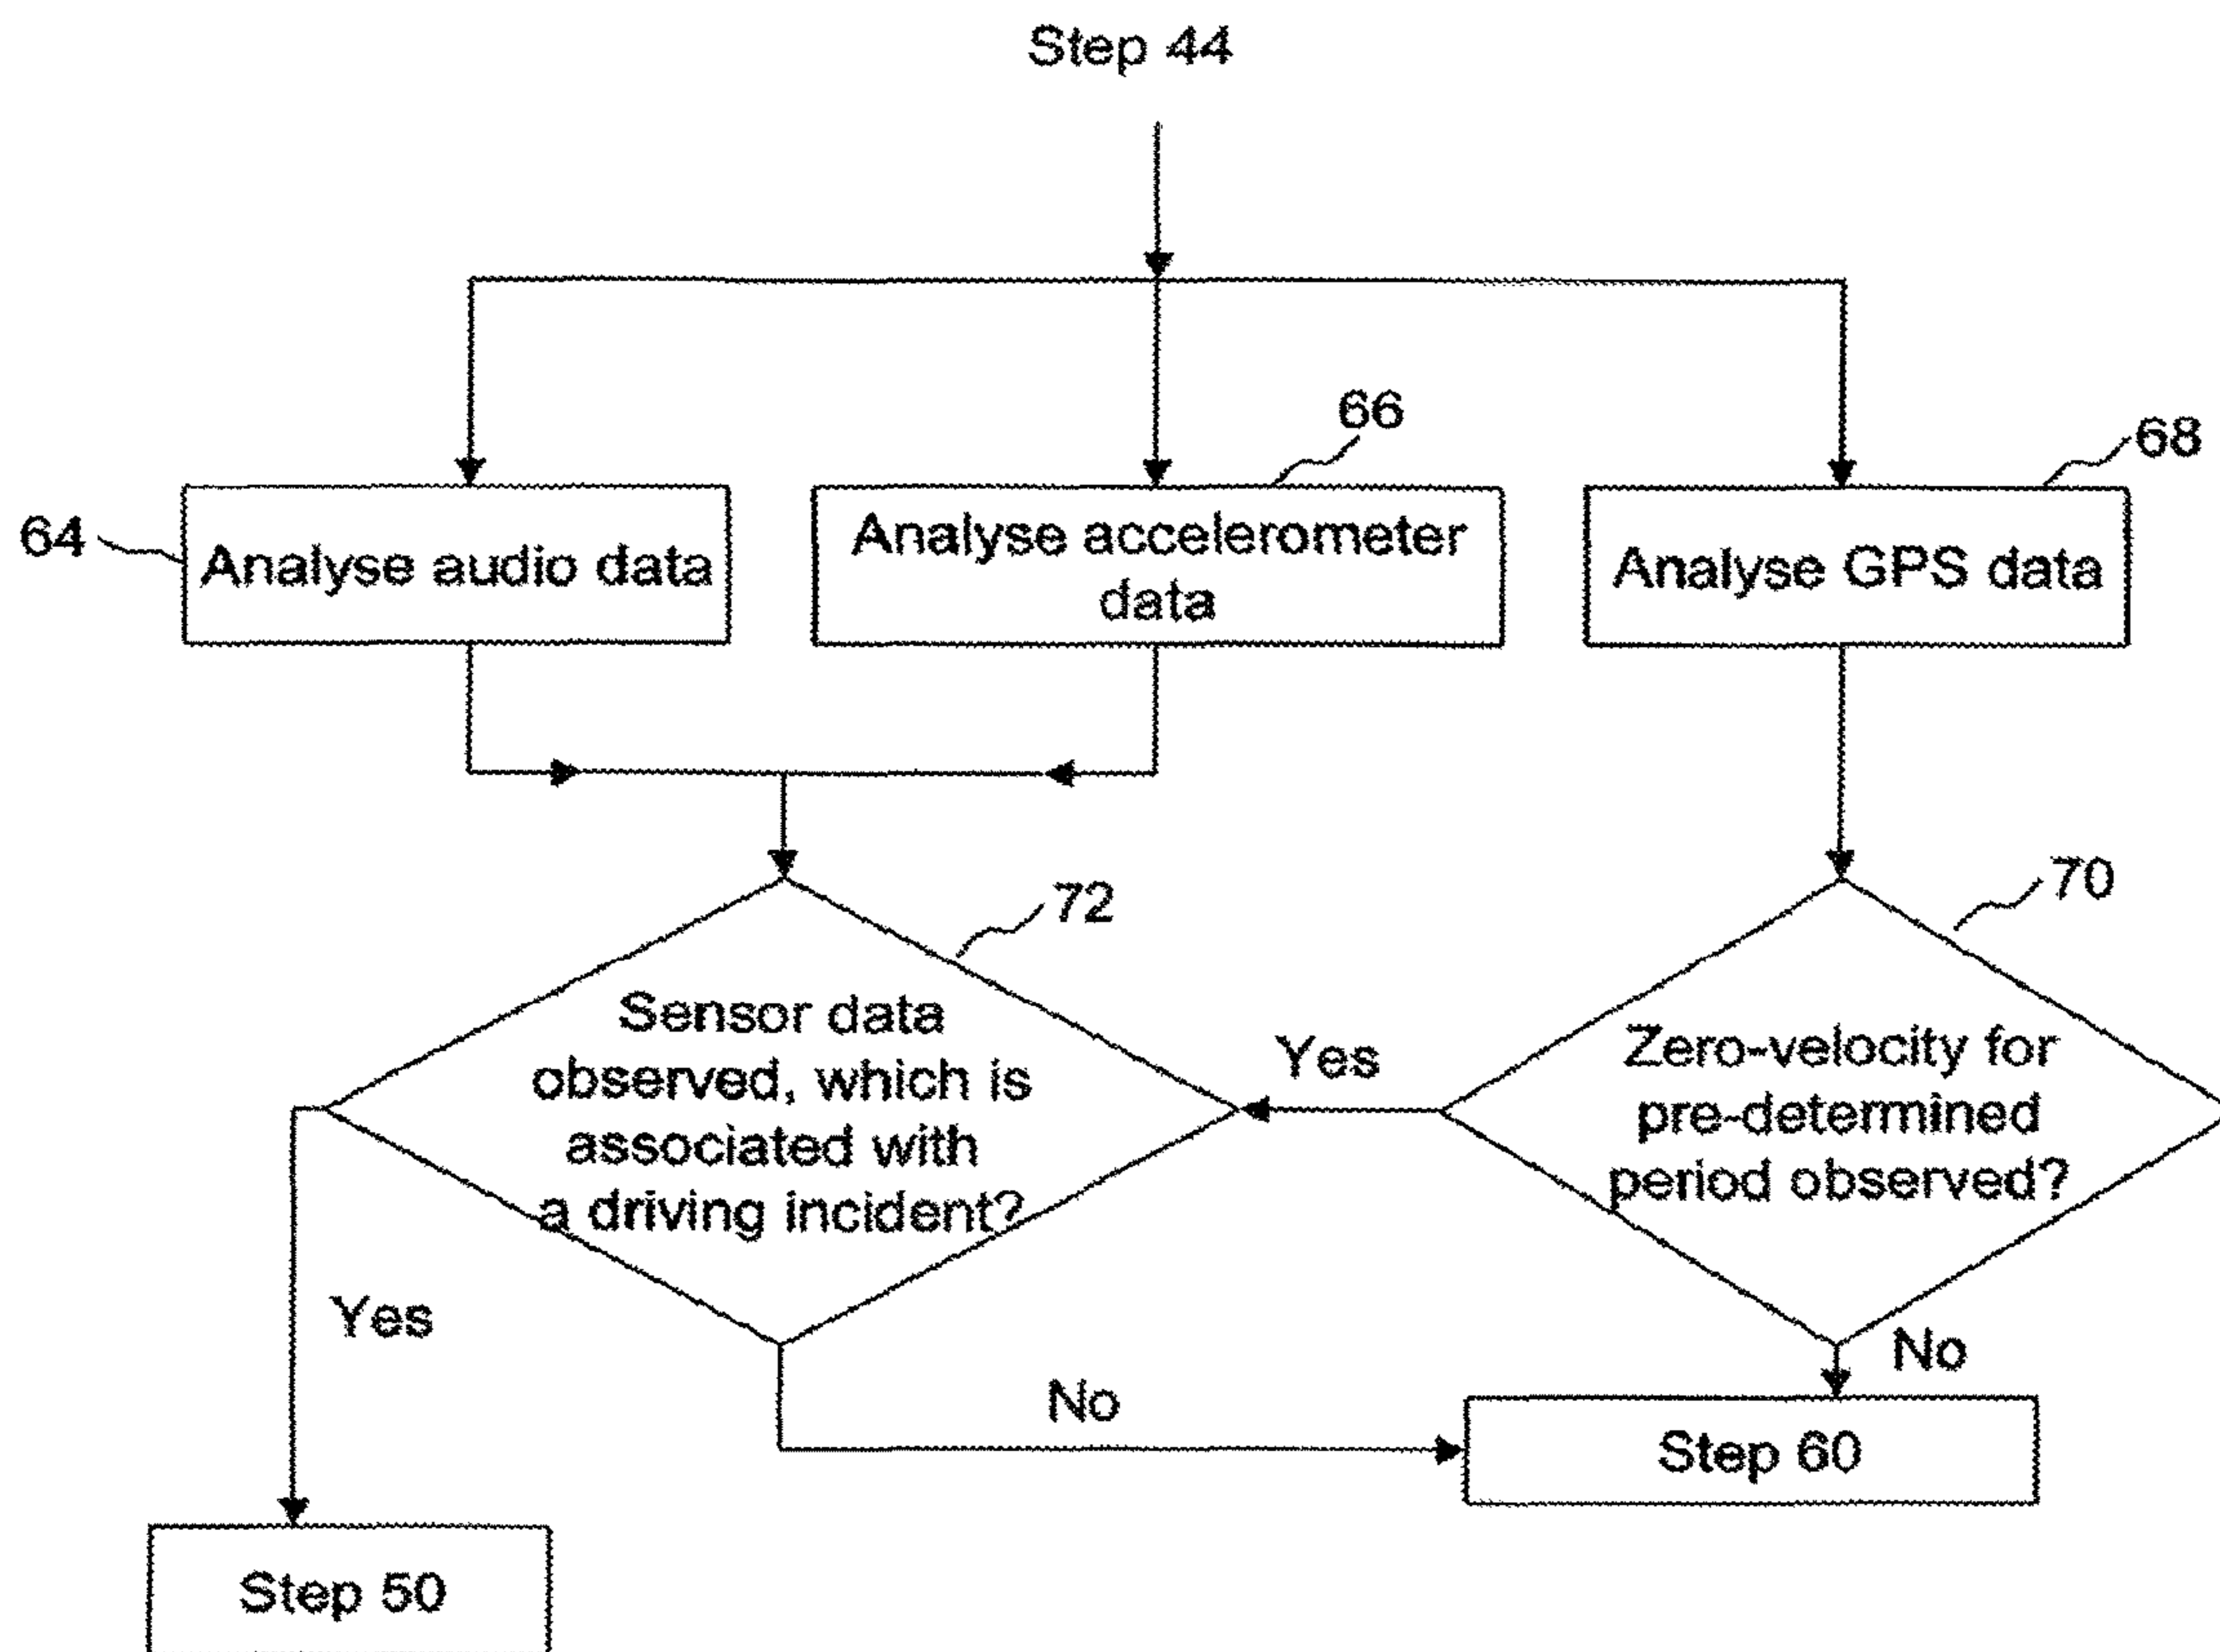 Step 44
66
68
64
Analyse audio data
Analyse accelerometer
data
Analyse GPS data
72
70
Sensor data
observed, which is
associated with
a driving incident?
Yes
Zero-velocity for
pre-determined
period observed?
Yes
No
No
Step 60
Step 50